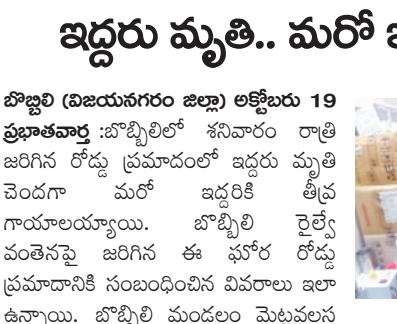 ఇద్దరు మృతి.. మరో
బొబ్బిలి (విజయనగరం జిల్లా) అక్టోబరు 19
ప్రభాతవార్త :బొబ్బిలిలో శనివారం రాత్రి
జరిగిన రోడ్డు ప్రమాదంలో ఇద్దరు మృతి
చెందగా మరో ఇద్దరికి తీవ్ర
గాయాలయ్యాయి. బొబ్బిలి రైల్వే
వంతెనపై జరిగిన ఈ ఘోర రోడ్డు
ప్రమాదానికి సంబంధించిన వివరాలు ఇలా
ఉన్నాయి. బొబ్బిలి మండలం మెట్టవలస